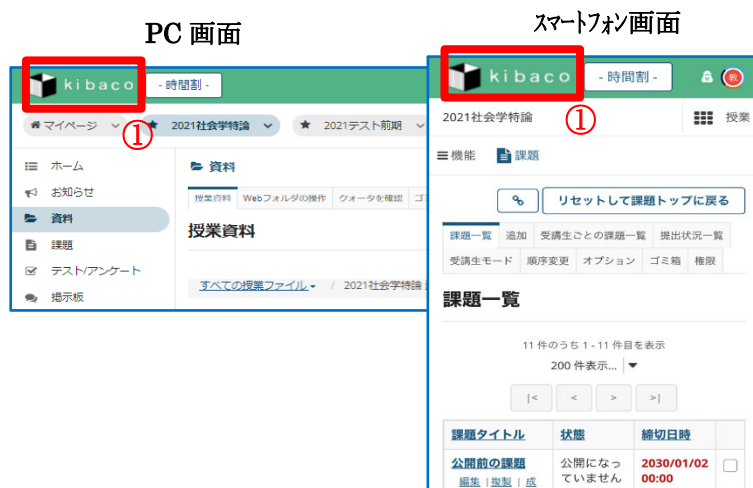 PC 画面
kibaco
- 時間割 -
マイページ
①
2021社会学特論
2021テスト前期
ホーム
お知らせ
資料
課題
テスト/アンケート
掲示板
資料
授業資料
Webフォルダの操作
クォータを確認
授業資料
すべての授業ファイル
/ 2021社会学特論
スマートフォン画面
kibaco
- 時間割 -
教
2021社会学特論
①
授業
機能
課題
リセットして課題トップに戻る
課題一覧 追加 受講生ごとの課題一覧 提出状況一覧
受講生モード 順序変更 オプション ゴミ箱 権限
課題一覧
11 件のうち 1 - 11 件目を表示
200 件表示...
|< < > >|
課題タイトル 状態 締切日時
公開前の課題 公開になっ 2030/01/02
編集 | 複製 | 成 ていません 00:00